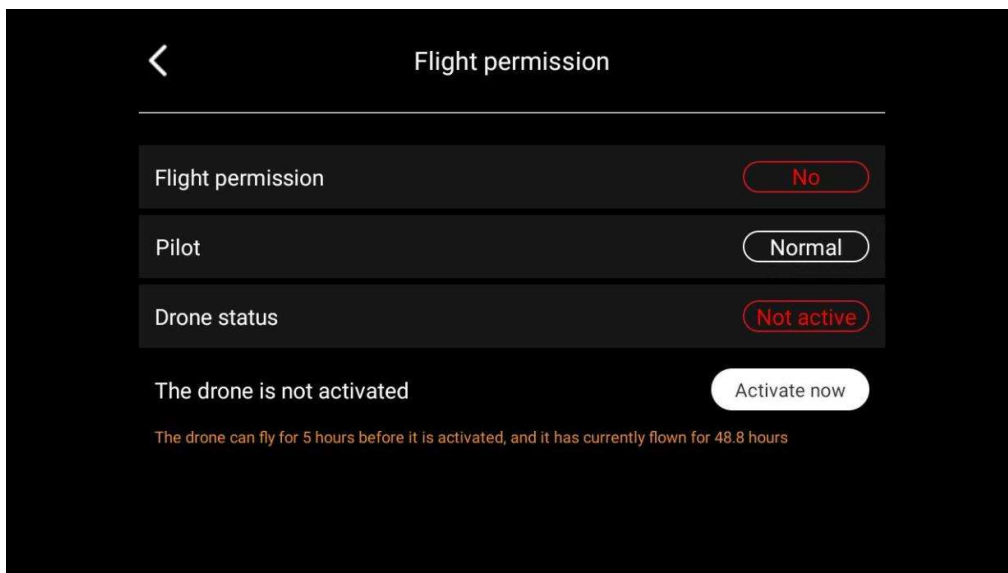 Flight permission
Flight permission No
Pilot Normal
Drone status Not active
The drone is not activated Activate now
The drone can fly for 5 hours before it is activated, and it has currently flown for 48.8 hours